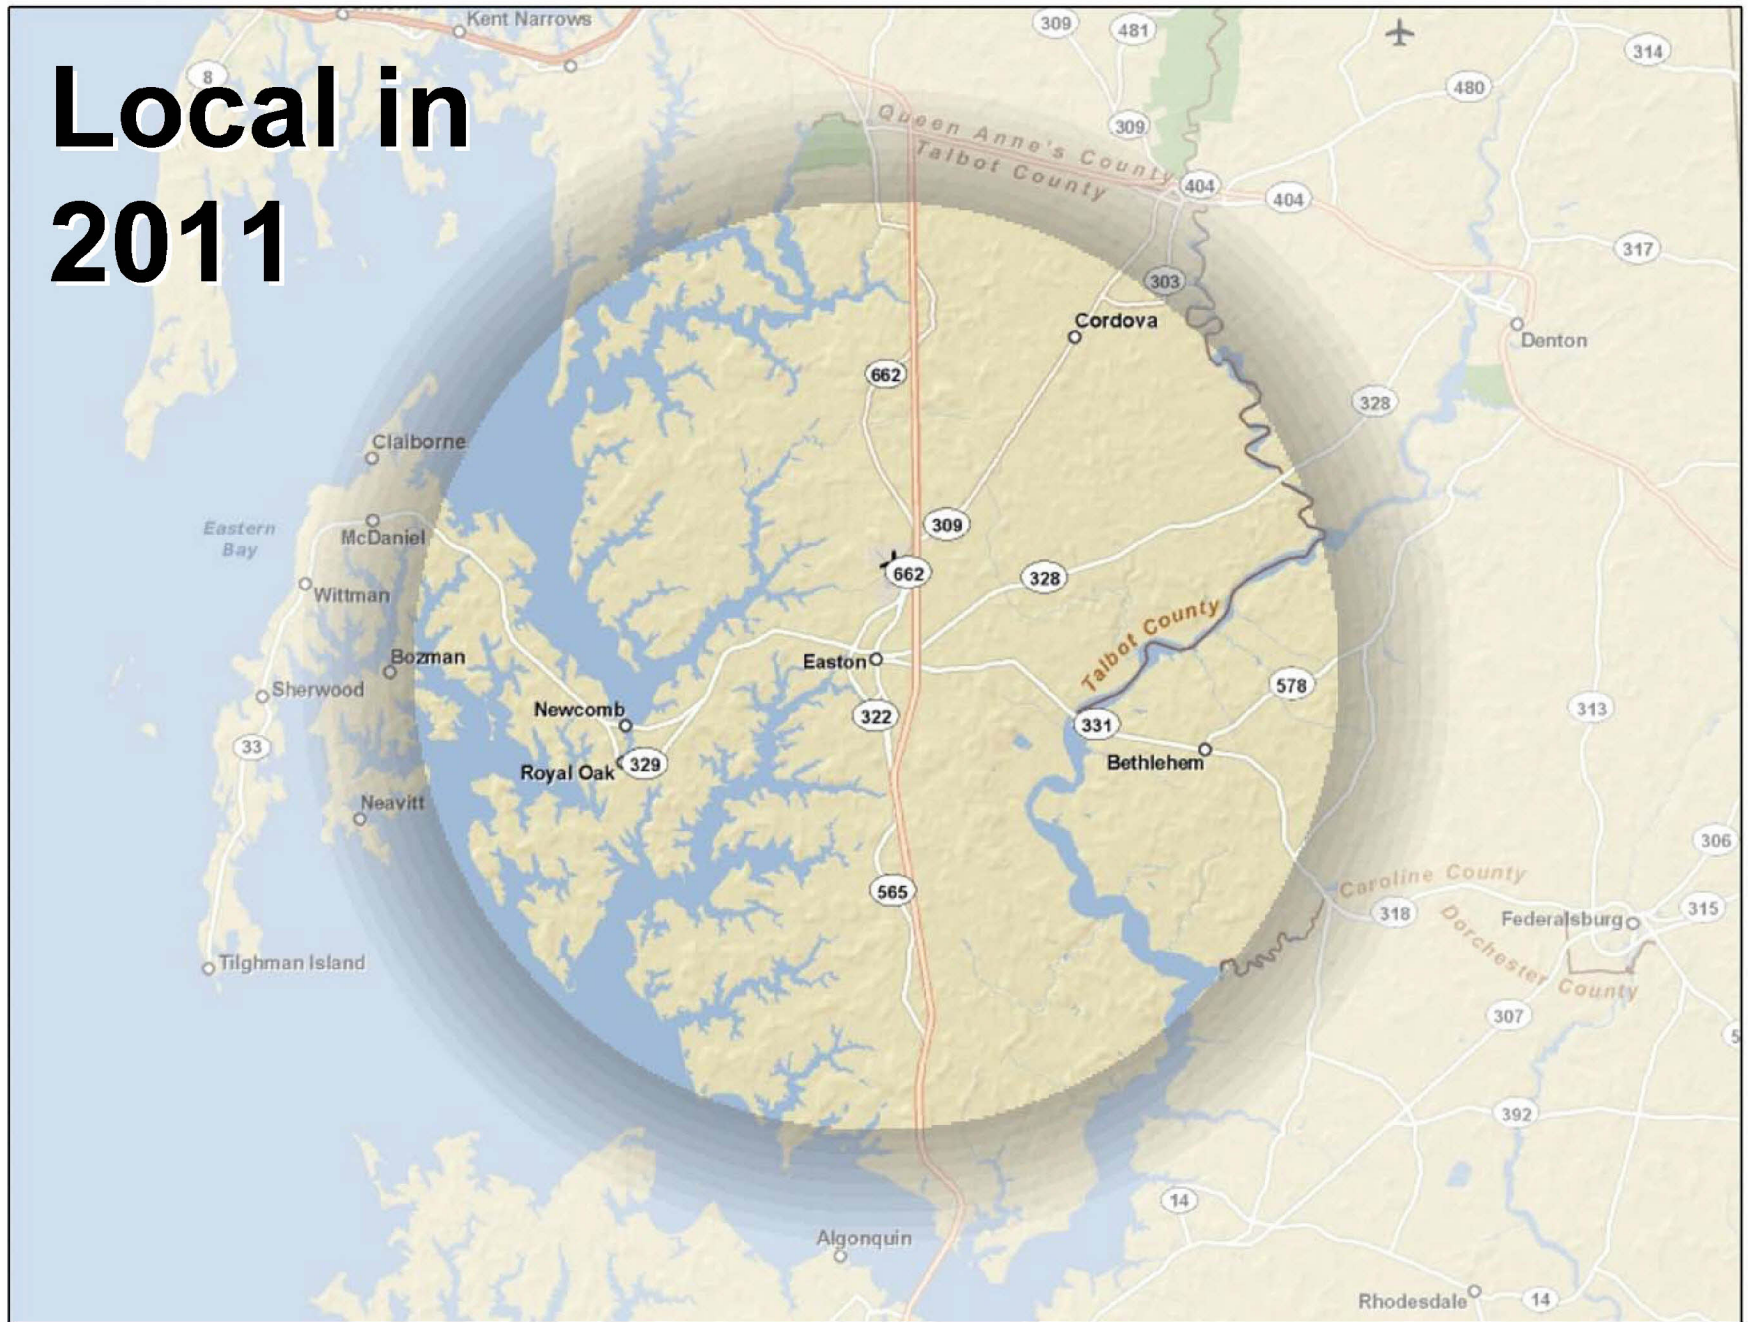 Local in
2011
Kent Narrows
309
481
314
8
480
309
Queen Anne's County
Talbot County
404
404
317
303
Cordova
Denton
662
328
Claiborne
Eastern
Bay
McDaniel
309
662
328
Wittman
Talbot County
Bozman
Easton
Sherwood
578
Newcomb
322
331
313
33
Royal Oak
329
Bethlehem
Neavitt
306
565
Caroline County
318
Federalsburg
315
Dorchester County
Tilghman Island
307
392
14
Algonquin
Rhodesdale
14